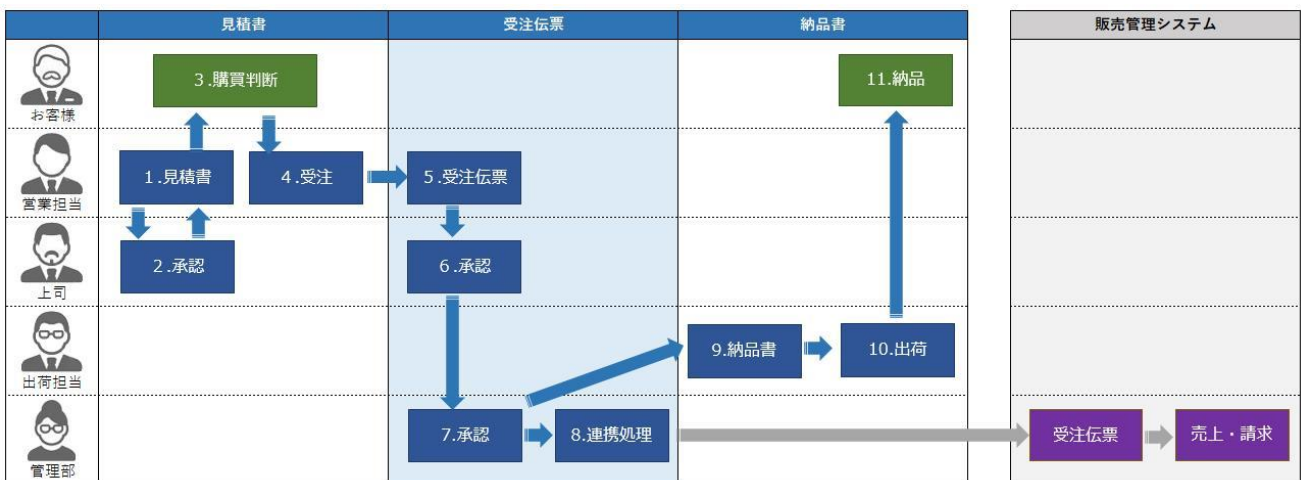 見積書
受注伝票
納品書
販売管理システム
お客様
3.購買判断
11.納品
営業担当
1.見積書
4.受注
5.受注伝票
上司
2.承認
6.承認
出荷担当
9.納品書
10.出荷
管理部
7.承認
8.連携処理
受注伝票
売上・請求